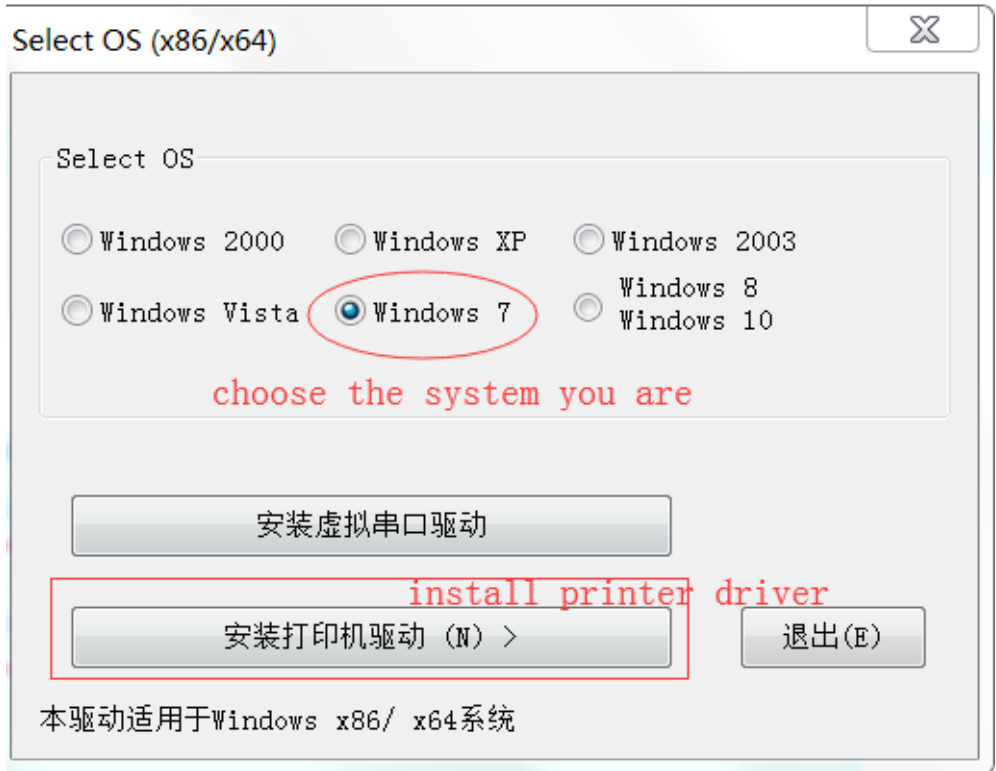 Select OS (x86/x64)
Select OS
Windows 2000
Windows XP
Windows 2003
Windows Vista
Windows 7
Windows 8
Windows 10
choose the system you are
安装虚拟串口驱动
install printer driver
安装打印机驱动 (N) >
退出(E)
本驱动适用于Windows x86/ x64系统